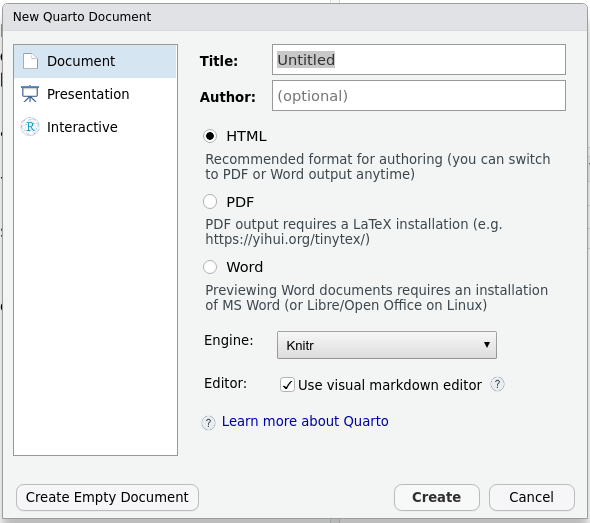 New Quarto Document
Document
Presentation
Interactive
Title: Untitled
Author: (optional)
HTML
Recommended format for authoring (you can switch
to PDF or Word output anytime)
PDF
PDF output requires a LaTeX installation (e.g.
https://yihui.org/tinytex/)
Word
Previewing Word documents requires an installation
of MS Word (or Libre/Open Office on Linux)
Engine: Knitr
Editor: Use visual markdown editor ?
? Learn more about Quarto
Create Empty Document Create Cancel